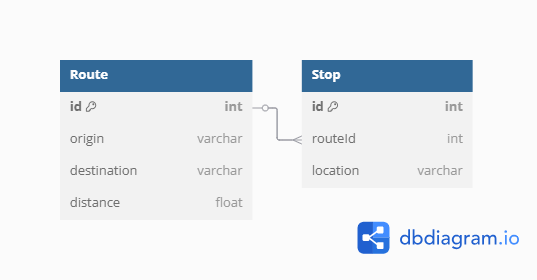 Route
id int
origin varchar
destination varchar
distance float
Stop
id int
routeId int
location varchar
dbdiagram.io